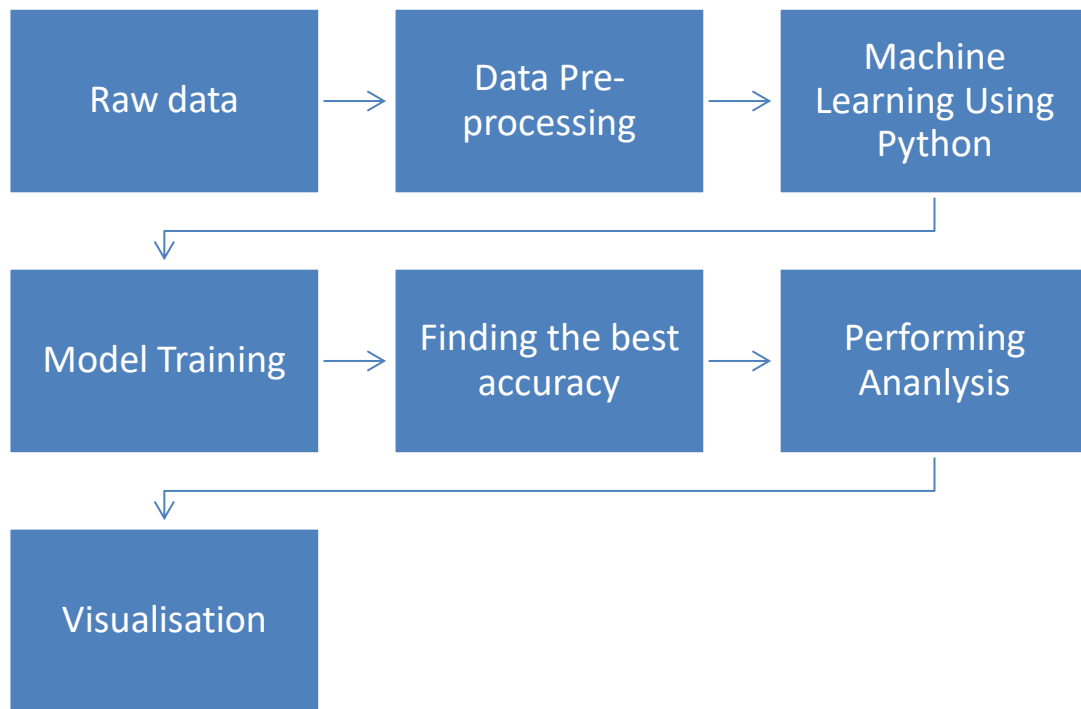 Raw data
Data Pre-
processing
Machine
Learning Using
Python
Model Training
Finding the best
accuracy
Performing
Ananlysis
Visualisation